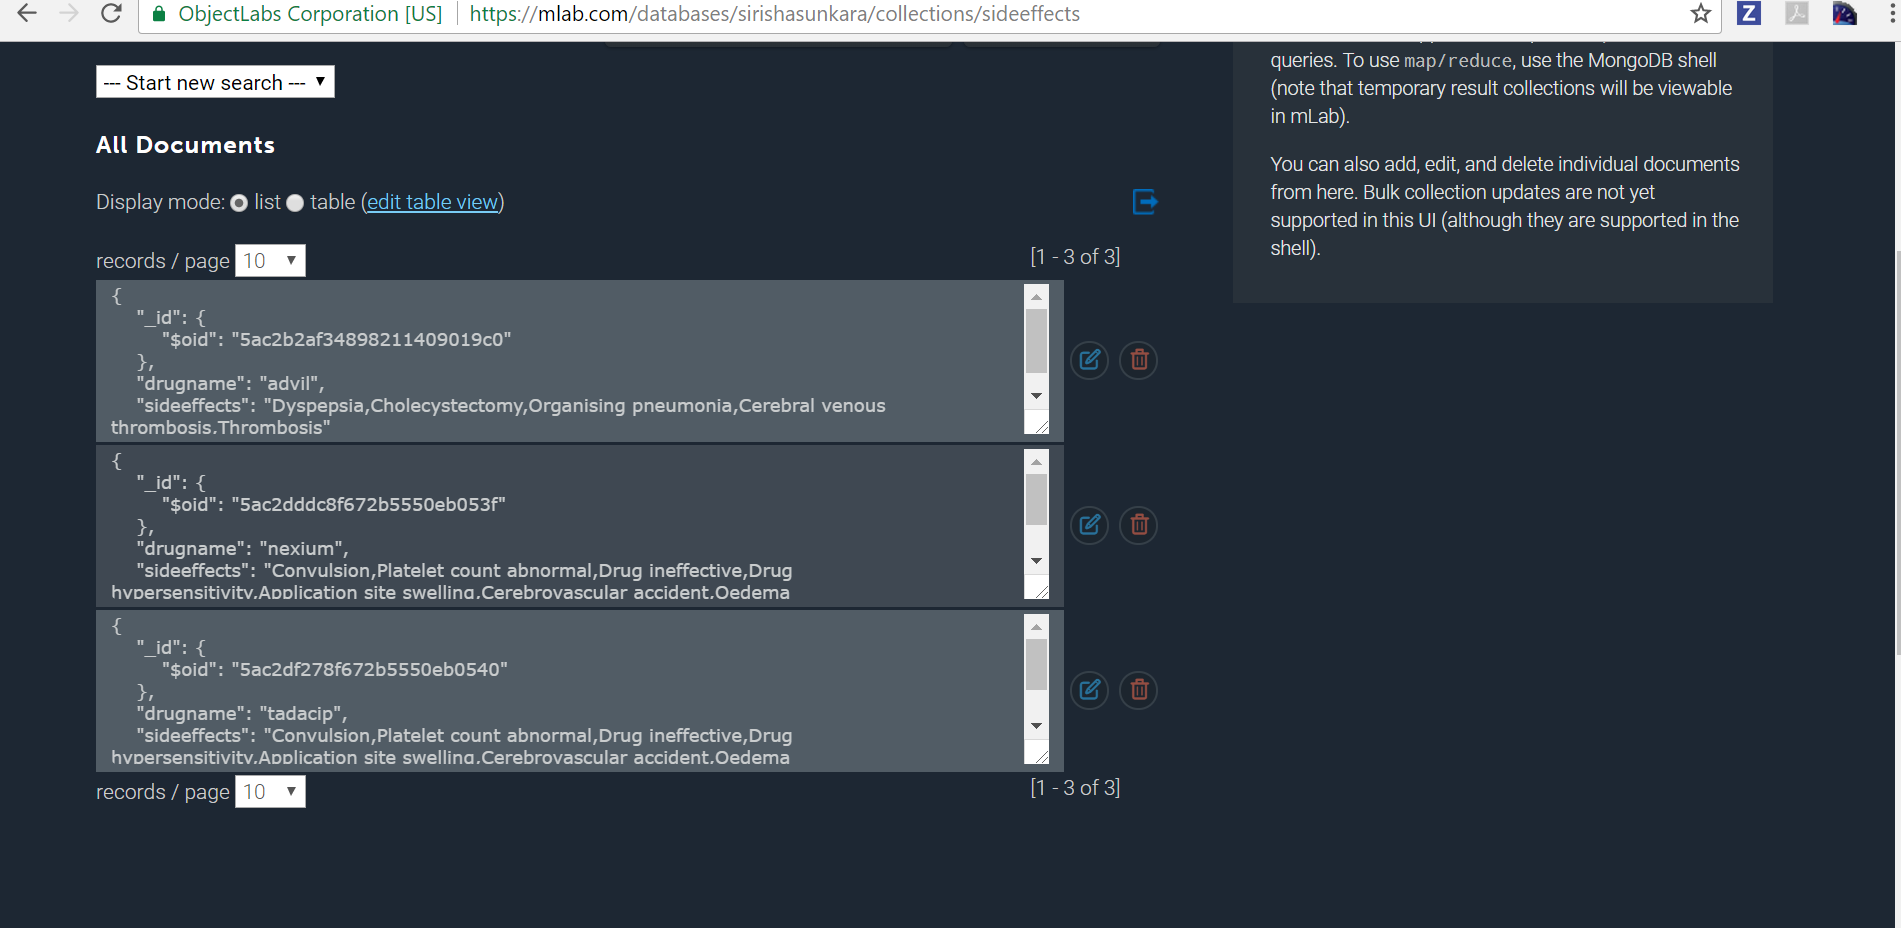 ObjectLabs Corporation [US] https://mlab.com/databases/sirishasunkara/collections/sideeffects
Z
--- Start new search ---
All Documents
Display mode: list table (edit table view)
records / page 10
[1 - 3 of 3]
{
"_id": {
"$oid": "5ac2b2af34898211409019c0"
},
"drugname": "advil",
"sideeffects": "Dyspepsia,Cholecystectomy,Organising pneumonia,Cerebral venous
thrombosis,Thrombosis"
{
"_id": {
"$oid": "5ac2dddc8f672b5550eb053f"
},
"drugname": "nexium",
"sideeffects": "Convulsion,Platelet count abnormal,Drug ineffective,Drug
hypersensitivity,Application site swelling,Cerebrovascular accident,Oedema
{
"_id": {
"$oid": "5ac2df278f672b5550eb0540"
},
"drugname": "tadacip",
"sideeffects": "Convulsion,Platelet count abnormal,Drug ineffective,Drug
hypersensitivity,Application site swelling,Cerebrovascular accident,Oedema
records / page 10
[1 - 3 of 3]
queries. To use map/reduce, use the MongoDB shell
(note that temporary result collections will be viewable
in mLab).
You can also add, edit, and delete individual documents
from here. Bulk collection updates are not yet
supported in this UI (although they are supported in the
shell).